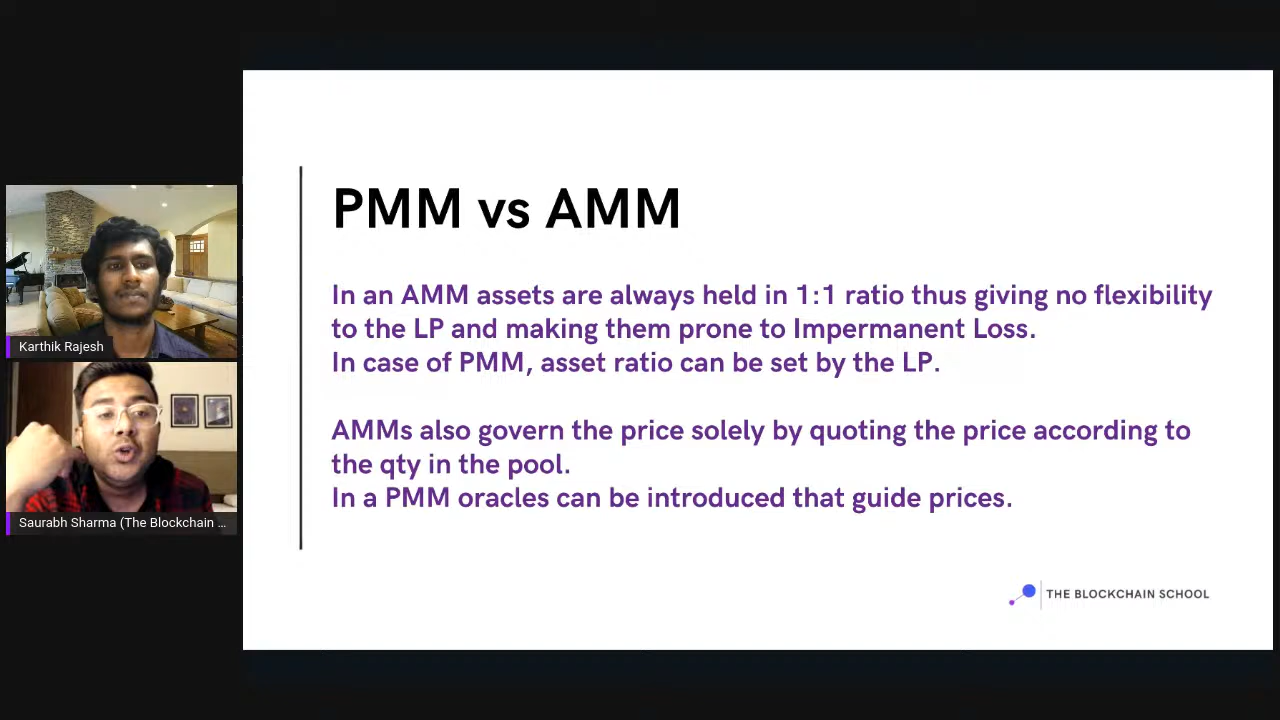 PMM vs AMM
In an AMM assets are always held in 1:1 ratio thus giving no flexibility
to the LP and making them prone to Impermanent Loss.
In case of PMM, asset ratio can be set by the LP.
AMMs also govern the price solely by quoting the price according to
the qty in the pool.
In a PMM oracles can be introduced that guide prices.
THE BLOCKCHAIN SCHOOL
Karthik Rajesh
Saurabh Sharma (The Blockchain ...